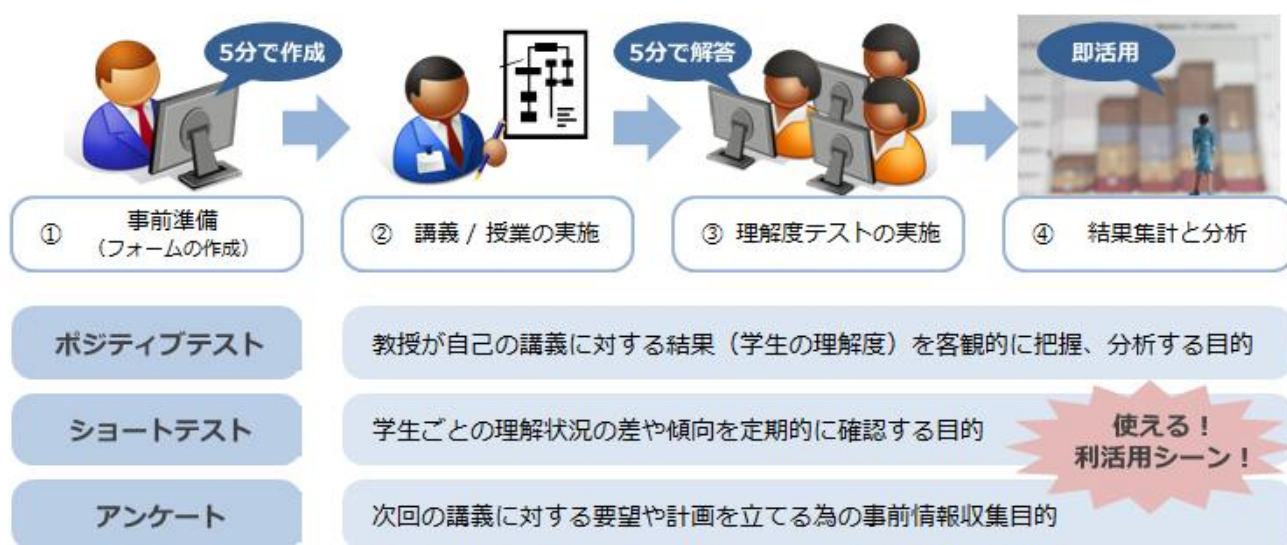 5分で作成
5分で解答
即活用
① 事前準備
（フォームの作成）
② 講義 / 授業の実施
③ 理解度テストの実施
④ 結果集計と分析
ポジティブテスト
教授が自己の講義に対する結果（学生の理解度）を客観的に把握、分析する目的
ショートテスト
学生ごとの理解状況の差や傾向を定期的に確認する目的
使える！
利活用シーン！
アンケート
次回の講義に対する要望や計画を立てる為の事前情報収集目的